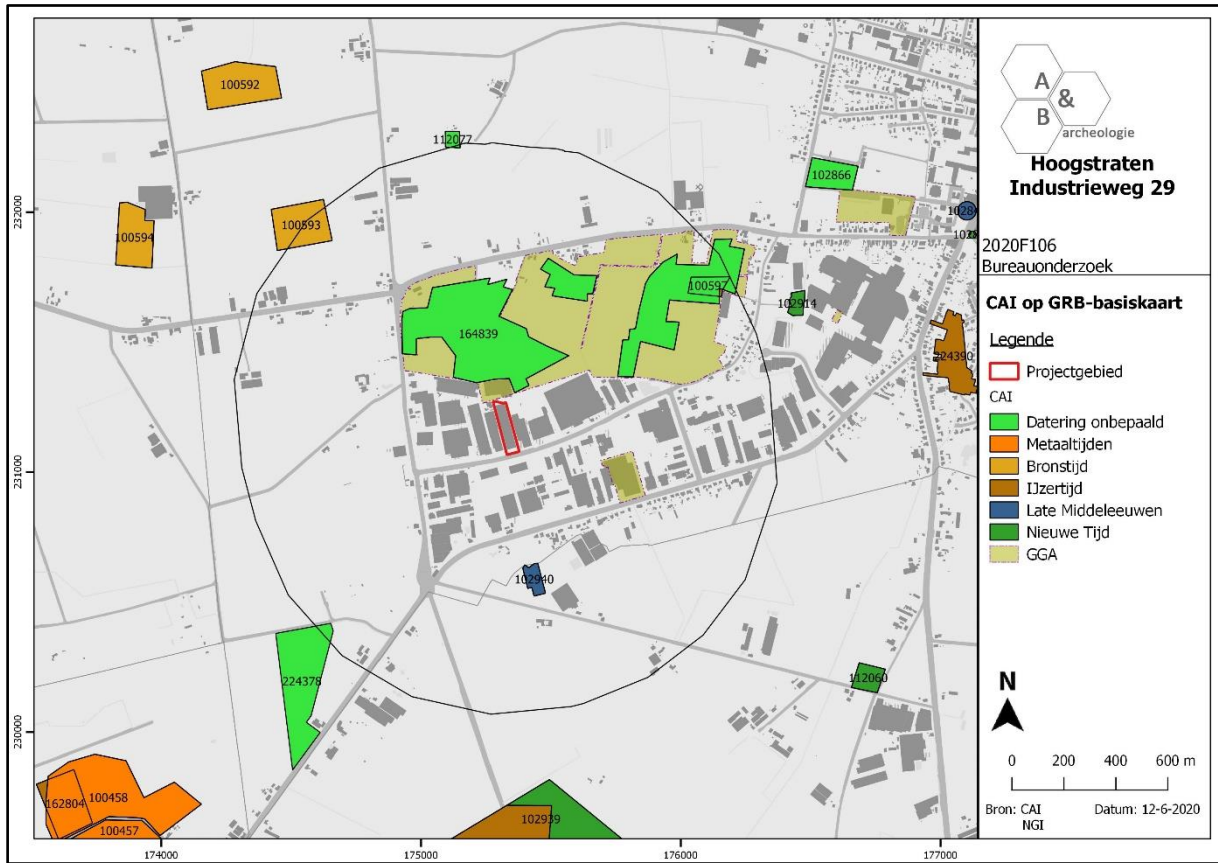 100592
112077
102866
232000
100594
100593
10284
1028
100597
102914
164839
224390
231000
102940
224378
112060
230000
162804
100458
100457
102939
174000
175000
176000
177000
A
&
B
archeologie
Hoogstraten
Industrieweg 29
2020F106
Bureauonderzoek
CAI op GRB-basiskaart
Legende
Projectgebied
CAI
Datering onbepaald
Metaaltijden
Bronstijd
IJzertijd
Late Middeleeuwen
Nieuwe Tijd
GGA
N
0 200 400 600 m
Bron: CAI Datum: 12-6-2020
NGI